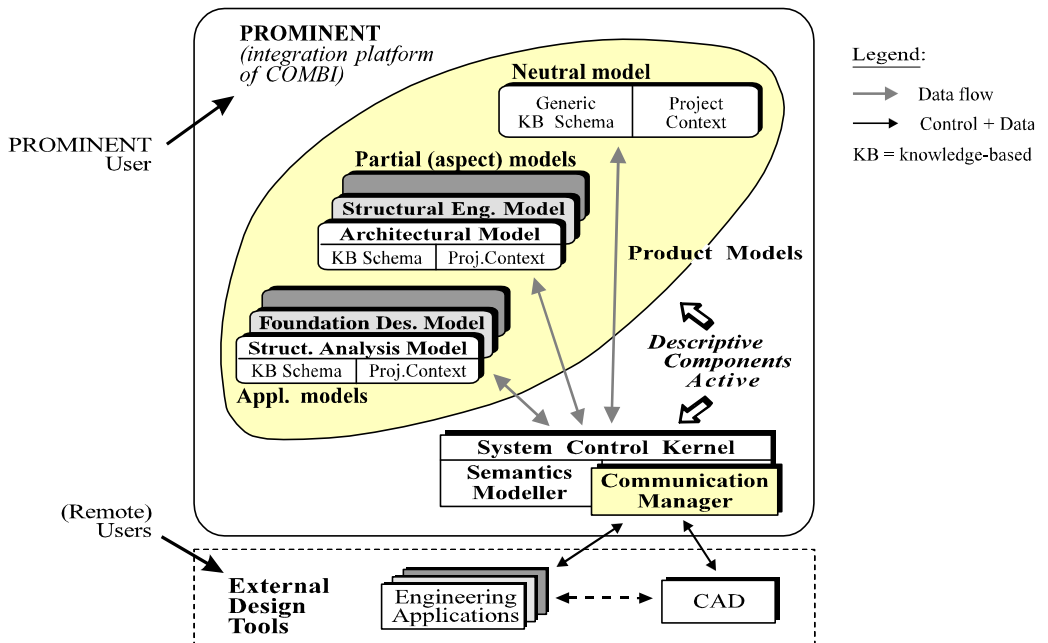 PROMINENT
(integration platform
of COMBI)
PROMINENT
User
Neutral model
Generic
KB Schema
Project
Context
Partial (aspect) models
Structural Eng. Model
Architectural Model
KB Schema
Proj.Context
Product Models
Foundation Des. Model
Struct. Analysis Model
KB Schema
Proj.Context
Appl. models
Descriptive
Components
Active
System Control Kernel
Semantics
Modeller
Communication
Manager
(Remote)
Users
External
Design
Tools
Engineering
Applications
CAD
Legend:
Data flow
Control + Data
KB = knowledge-based